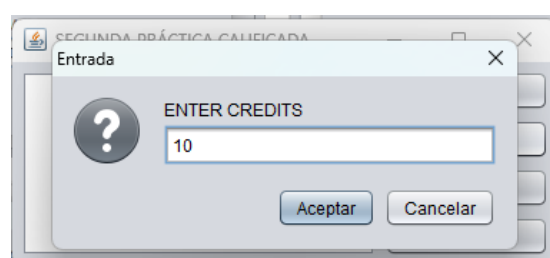 SEGUNDA PRÁCTICA CALIFICADA
Entrada
ENTER CREDITS
10
Aceptar
Cancelar